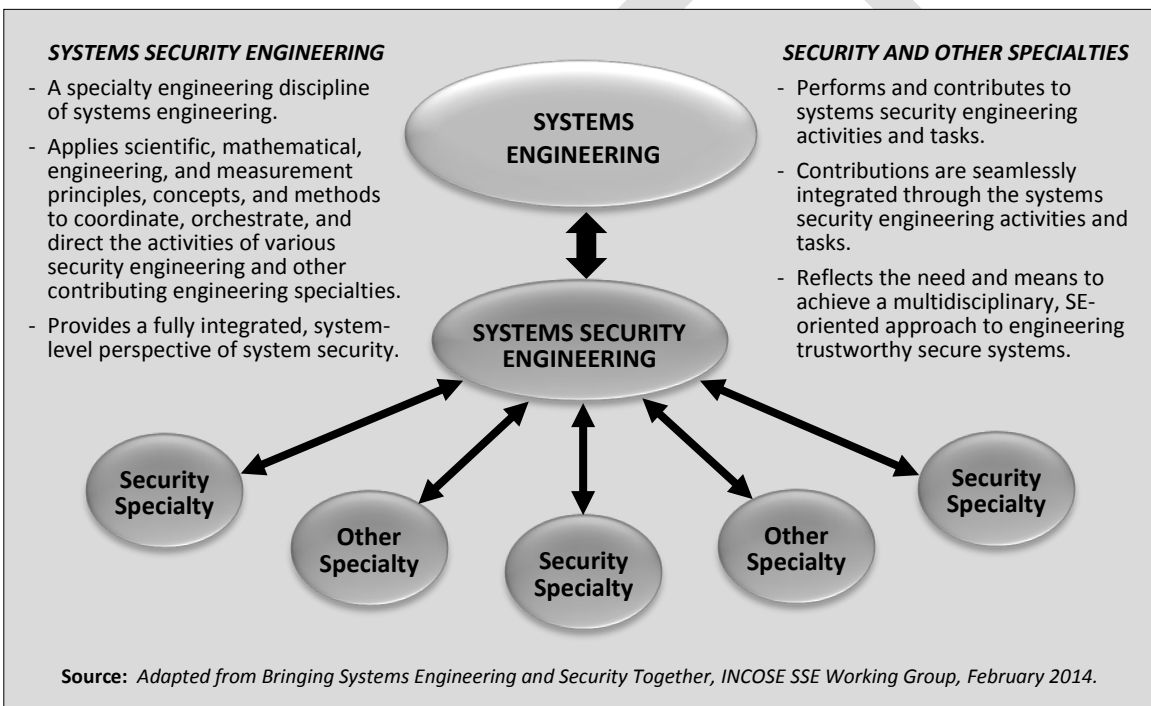 SYSTEMS SECURITY ENGINEERING
- A specialty engineering discipline
of systems engineering.
- Applies scientific, mathematical,
engineering, and measurement
principles, concepts, and methods
to coordinate, orchestrate, and
direct the activities of various
security engineering and other
contributing engineering specialties.
- Provides a fully integrated, system-
level perspective of system security.
SYSTEMS
ENGINEERING
SECURITY AND OTHER SPECIALTIES
- Performs and contributes to
systems security engineering
activities and tasks.
- Contributions are seamlessly
integrated through the systems
security engineering activities and
tasks.
- Reflects the need and means to
achieve a multidisciplinary, SE-
oriented approach to engineering
trustworthy secure systems.
SYSTEMS SECURITY
ENGINEERING
Security
Specialty
Other
Specialty
Security
Specialty
Other
Specialty
Security
Specialty
Source: Adapted from Bringing Systems Engineering and Security Together, INCOSE SSE Working Group, February 2014.